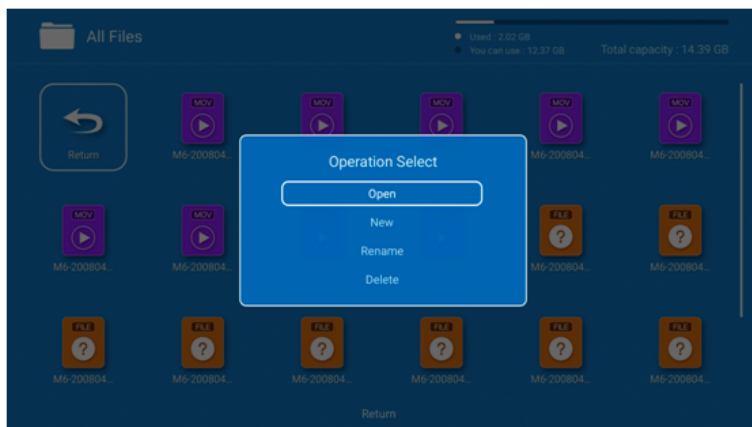 All Files
Used : 2.02 GB
You can use : 12.37 GB
Total capacity : 14.39 GB
MOV
MOV
MOV
MOV
MOV
Return
M6-200804...
M6-200804...
M6-200804...
Operation Select
Open
New
Rename
Delete
MOV
MOV
FILE
FILE
M6-200804...
M6-200804...
M6-200804...
M6-200804...
FILE
FILE
FILE
FILE
FILE
FILE
M6-200804...
M6-200804...
M6-200804...
M6-200804...
M6-200804...
M6-200804...
Return